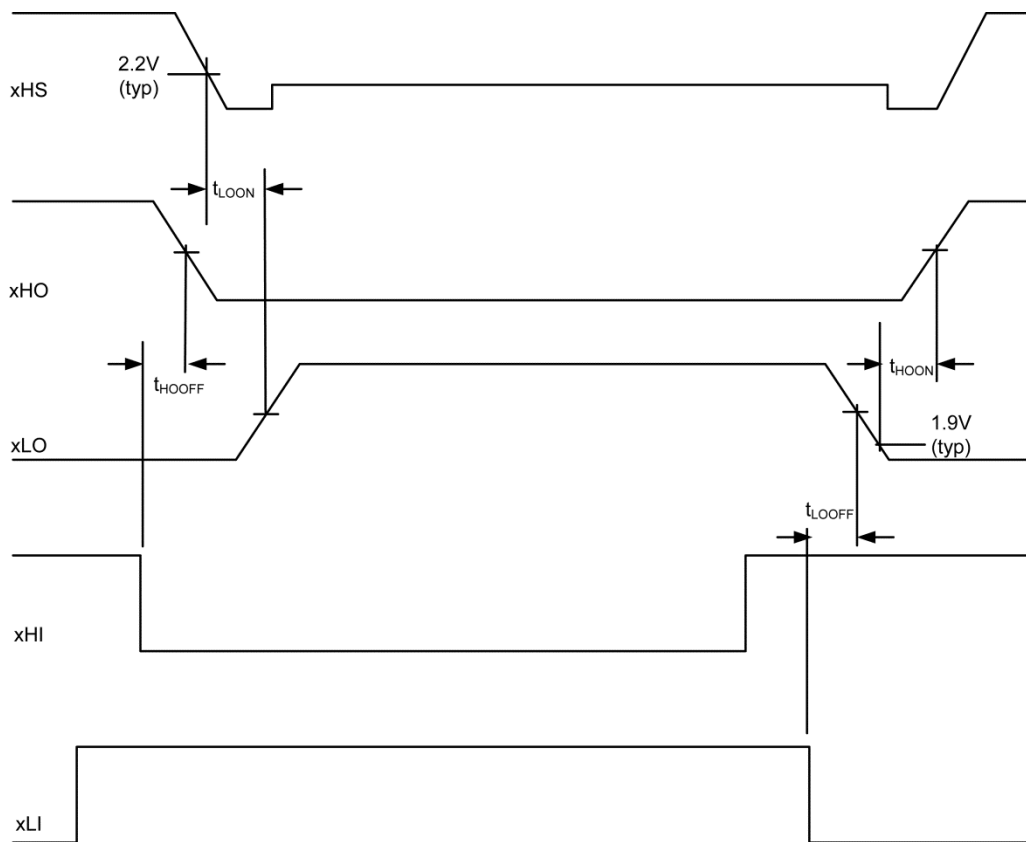 2.2V
(typ)
xHS
tLOON
xHO
tHOOFF
tHOON
1.9V
(typ)
xLO
tLOOFF
xHI
xLI